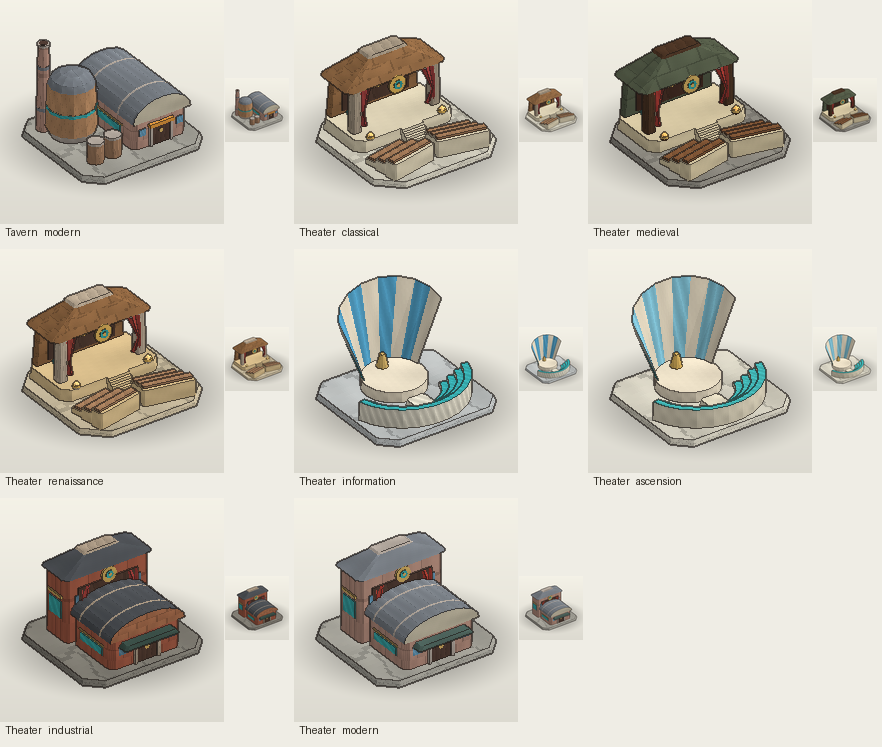 Tavern modern
Theater classical
Theater medieval
Theater renaissance
Theater information
Theater ascension
Theater industrial
Theater modern